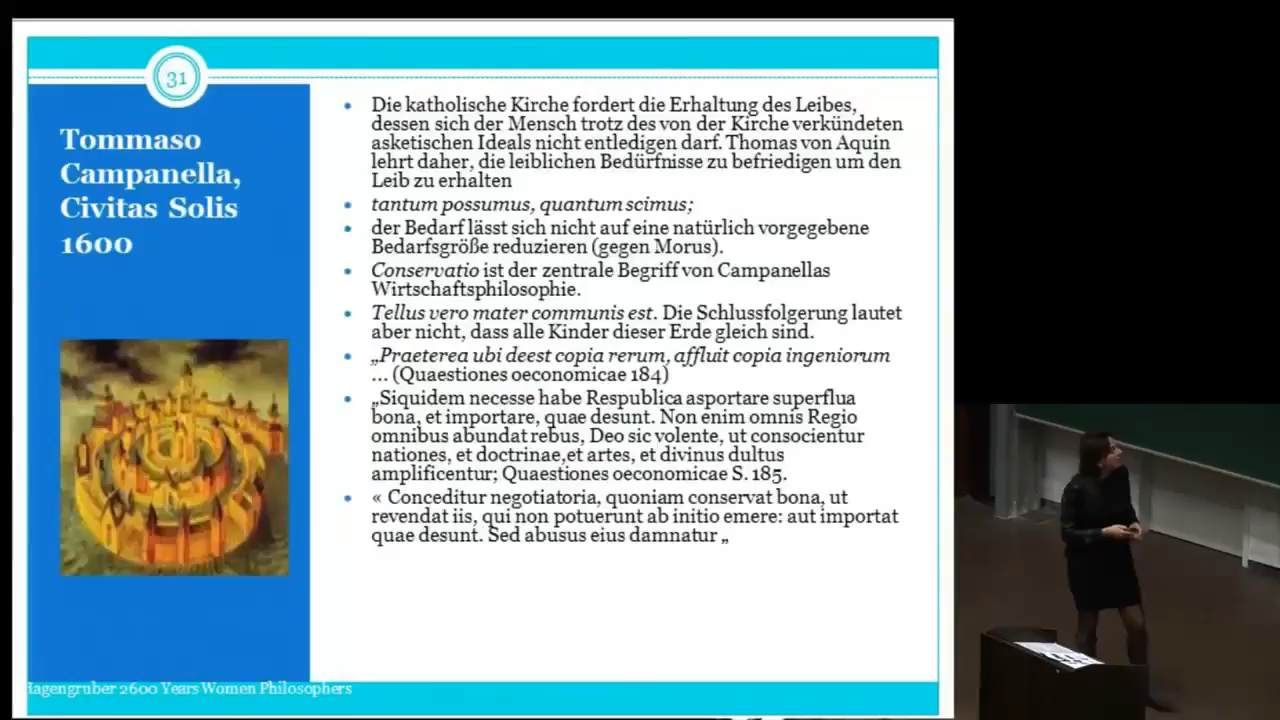 31
Tommaso
Campanella,
Civitas Solis
1600
Die katholische Kirche fordert die Erhaltung des Leibes,
dessen sich der Mensch trotz des von der Kirche verkündeten
asketischen Ideals nicht entledigen darf. Thomas von Aquin
lehrt daher, die leiblichen Bedürfnisse zu befriedigen um den
Leib zu erhalten
tantum possumus, quantum scimus;
der Bedarf lässt sich nicht auf eine natürlich vorgegebene
Bedarfsgröße reduzieren (gegen Morus).
Conservatio ist der zentrale Begriff von Campanellas
Wirtschaftsphilosophie.
Tellus vero mater communis est. Die Schlussfolgerung lautet
aber nicht, dass alle Kinder dieser Erde gleich sind.
„Praeterea ubi deest copia rerum, affluit copia ingeniorum
... (Quaestiones oeconomicae 184)
„Siquidem necesse habe Respublica asportare superflua
bona, et importare, quae desunt. Non enim omnis Regio
omnibus abundat rebus, Deo sic volente, ut consocientur
nationes, et doctrinae,et artes, et divinus dultus
amplificentur; Quaestiones oeconomicae S. 185.
« Conceditur negotiatoria, quoniam conservat bona, ut
revendat iis, qui non potuerunt ab initio emere: aut importat
quae desunt. Sed abusus eius damnatur „
Hagengruber 2600 Years Women Philosophers